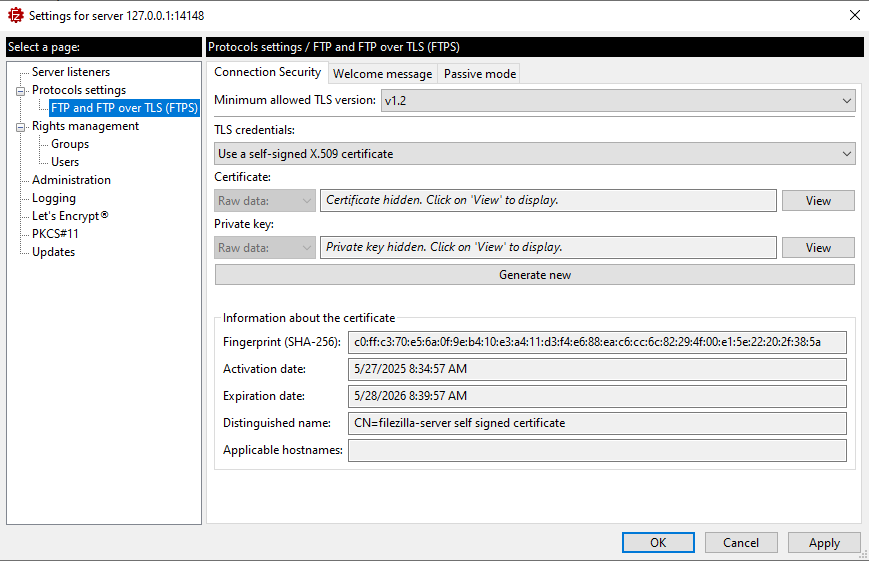 Settings for server 127.0.0.1:14148
Select a page:
Server listeners
Protocols settings
FTP and FTP over TLS (FTPS)
Rights management
Groups
Users
Administration
Logging
Let's Encrypt®
PKCS#11
Updates
Protocols settings / FTP and FTP over TLS (FTPS)
Connection Security Welcome message Passive mode
Minimum allowed TLS version: v1.2
TLS credentials:
Use a self-signed X.509 certificate
Certificate:
Raw data: Certificate hidden. Click on 'View' to display. View
Private key:
Raw data: Private key hidden. Click on 'View' to display. View
Generate new
Information about the certificate
Fingerprint (SHA-256): c0:ff:c3:70:e5:6a:0f:9e:b4:10:e3:a4:11:d3:f4:e6:88:ea:c6:cc:6c:82:29:4f:00:e1:5e:22:20:2f:38:5a
Activation date: 5/27/2025 8:34:57 AM
Expiration date: 5/28/2026 8:39:57 AM
Distinguished name: CN=filezilla-server self signed certificate
Applicable hostnames:
OK Cancel Apply